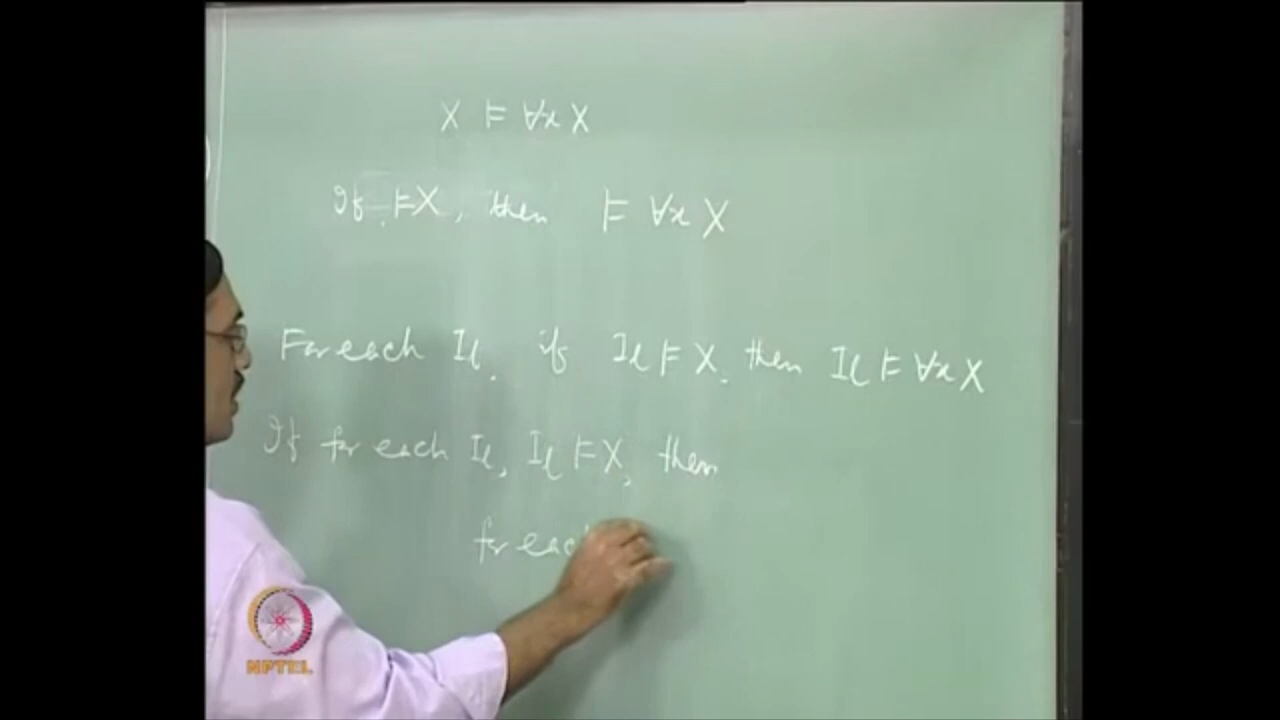 X ⊨ ∀x X
If ⊨X, then ⊨ ∀x X
For each Il, if Il ⊨ X, then Il ⊨ ∀x X
If for each Il, Il ⊨ X, then
for each
NPTEL